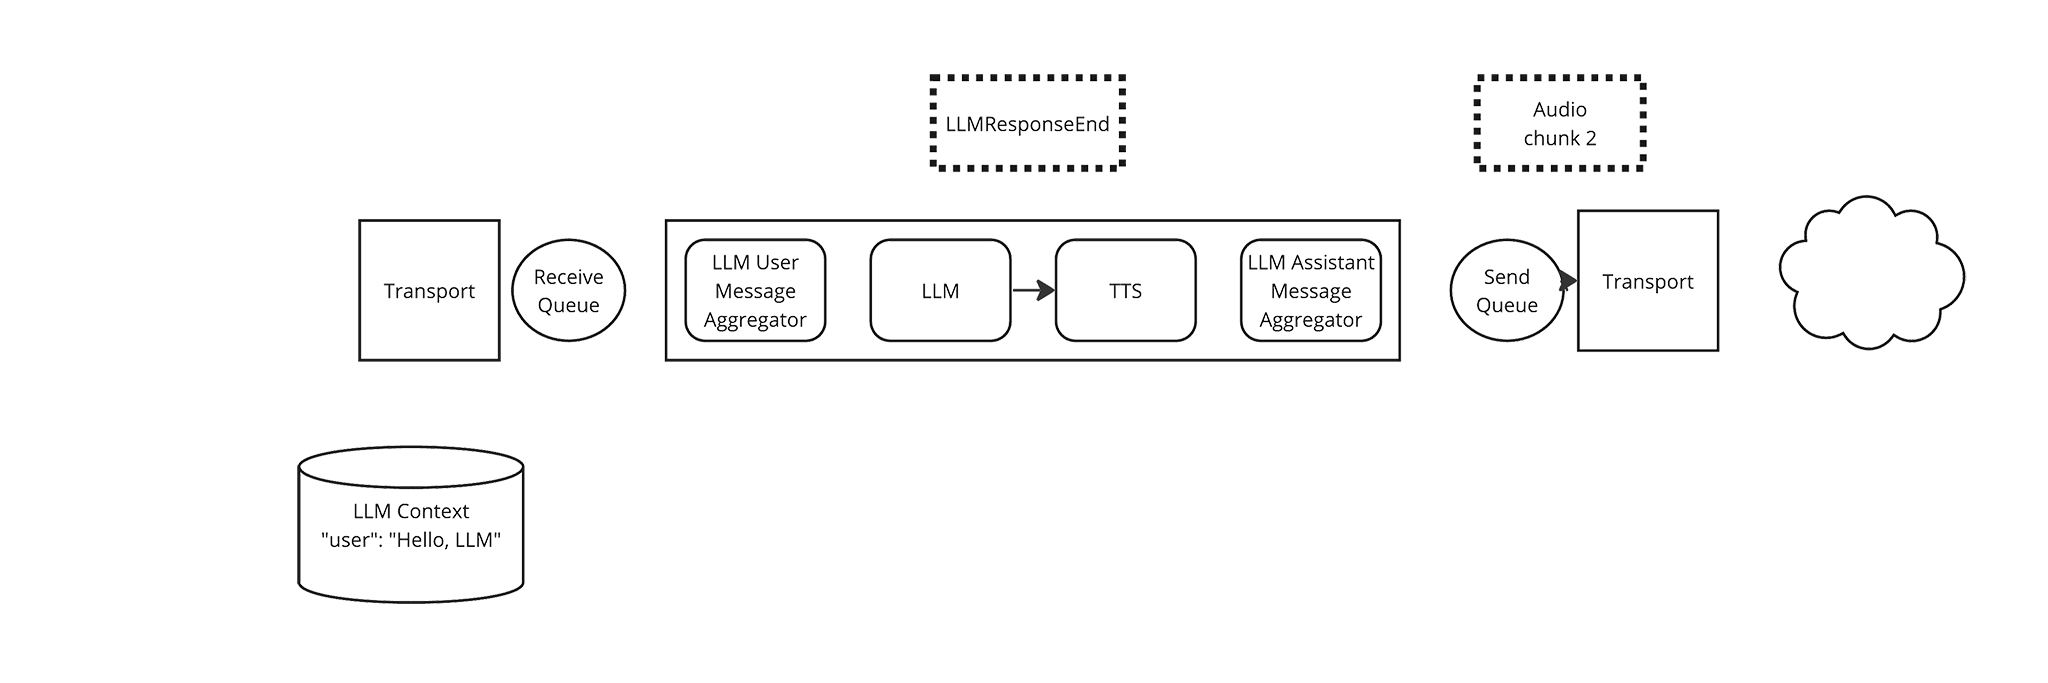 LLMResponseEnd
Audio
chunk 2
Transport
Receive
Queue
LLM User
Message
Aggregator
LLM
TTS
LLM Assistant
Message
Aggregator
Send
Queue
Transport
LLM Context
"user": "Hello, LLM"